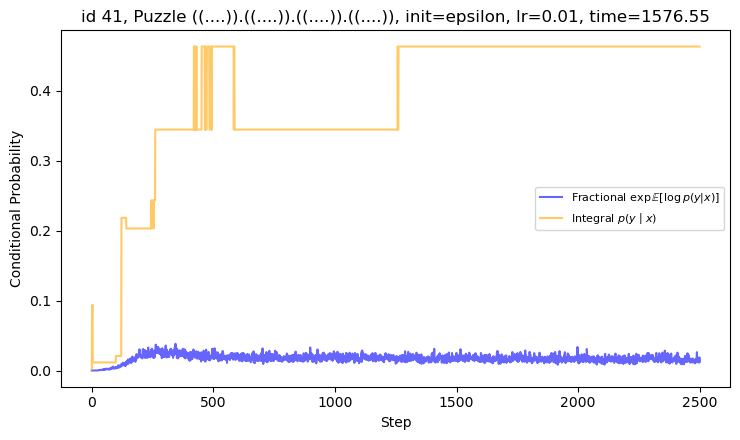 id 41, Puzzle ((....)).((....)).((....)).((....)), init=epsilon, lr=0.01, time=1576.55
Conditional Probability
0.4
0.3
0.2
0.1
0.0
Fractional exp𝔼[log p(y|x)]
Integral p(y | x)
0
500
1000
1500
2000
2500
Step